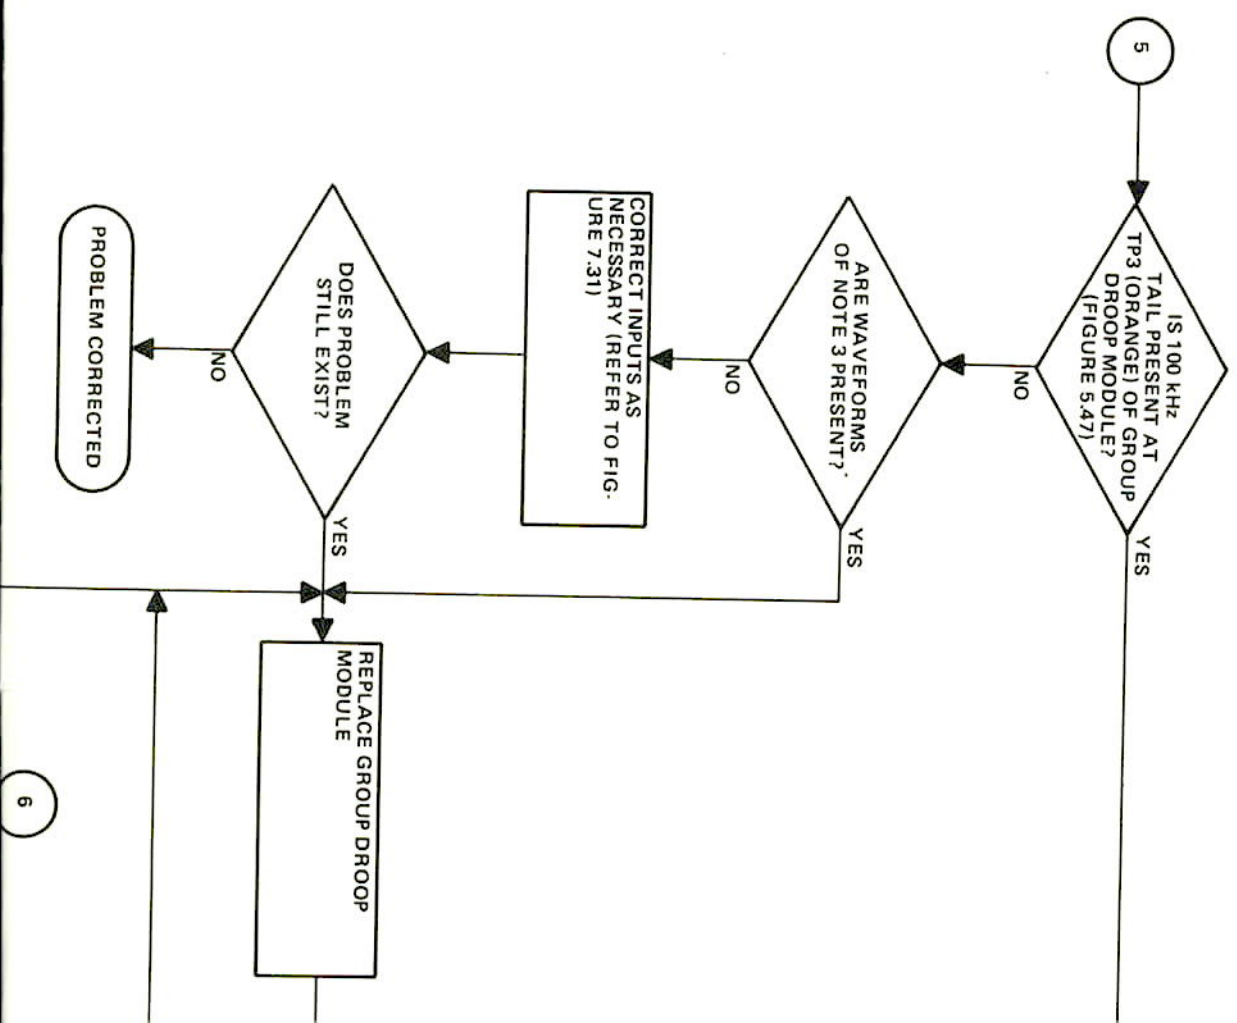 5
IS 100 kHz
TAIL PRESENT AT
TP3 (ORANGE) OF GROUP
DROOP MODULE?
(FIGURE 5.47)
YES
NO
ARE WAVEFORMS
OF NOTE 3 PRESENT?
YES
NO
CORRECT INPUTS AS
NECESSARY (REFER TO FIG-
URE 7.31)
DOES PROBLEM
STILL EXIST?
YES
NO
REPLACE GROUP DROOP
MODULE
PROBLEM CORRECTED
6